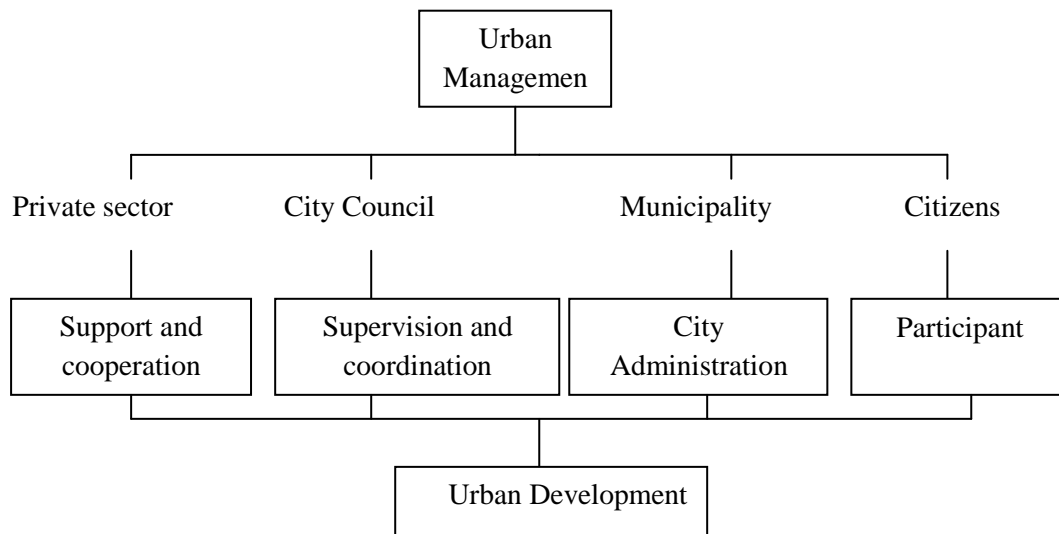 Urban
Managemen
Private sector
City Council
Municipality
Citizens
Support and
cooperation
Supervision and
coordination
City
Administration
Participant
Urban Development